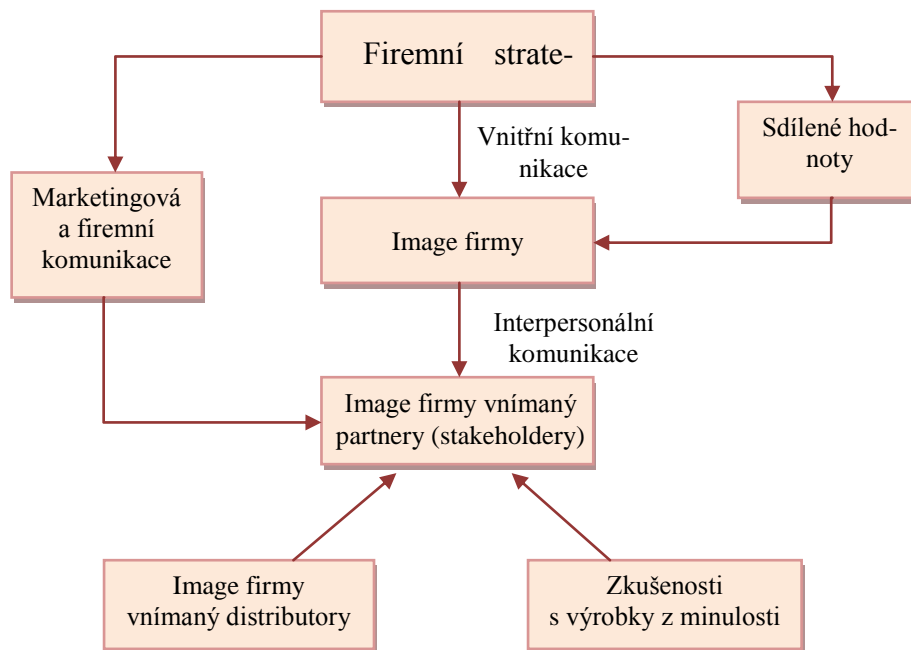 Firemní strate-
Sdílené hod-
noty
Vnitřní komu-
nikace
Marketingová
a firemní
komunikace
Image firmy
Interpersonální
komunikace
Image firmy vnímaný
partnery (stakeholdery)
Image firmy
vnímaný distributory
Zkušenosti
s výrobky z minulosti